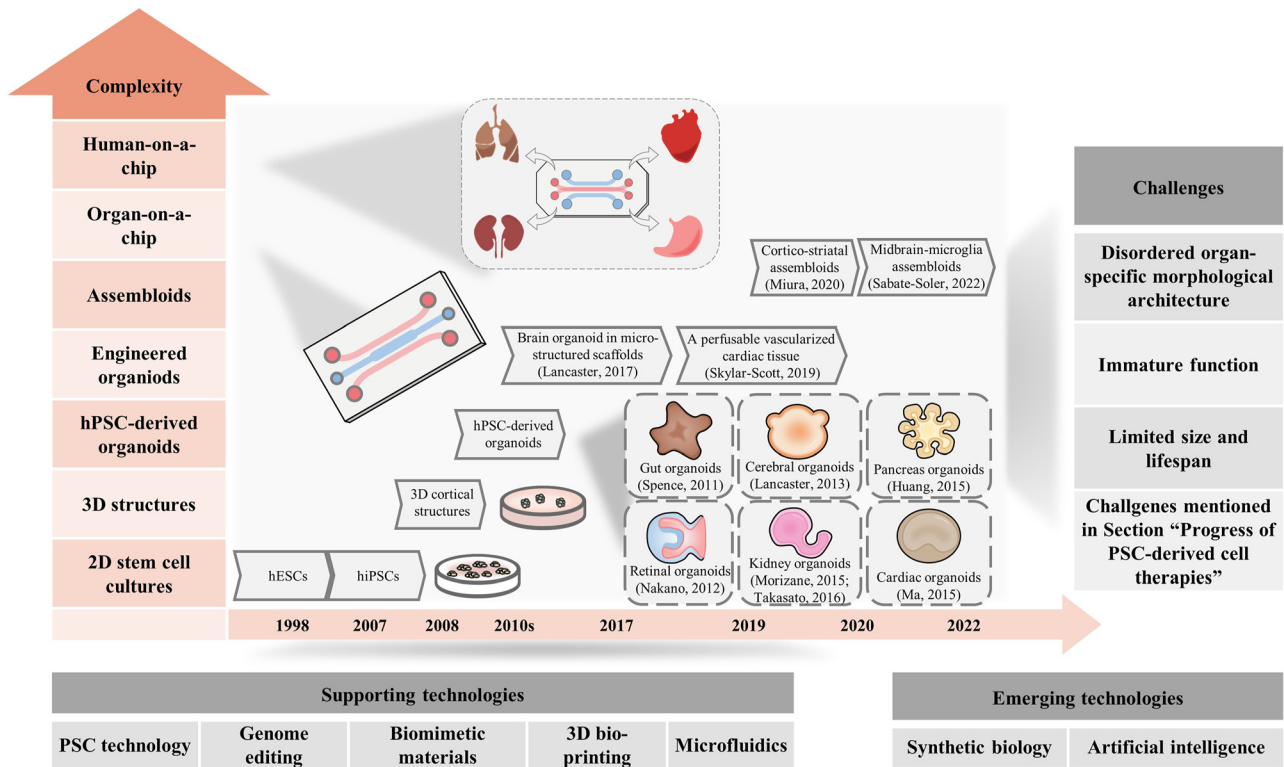 Complexity
Human-on-a-
chip
Organ-on-a-
chip
Assembloids
Engineered
organiods
hPSC-derived
organoids
3D structures
2D stem cell
cultures
Cortico-striatal
assembloids
(Miura, 2020)
Midbrain-microglia
assembloids
(Sabate-Soler, 2022)
Brain organoid in micro-
structured scaffolds
(Lancaster, 2017)
A perfusable vascularized
cardiac tissue
(Skylar-Scott, 2019)
hPSC-derived
organoids
Gut organoids
(Spence, 2011)
Cerebral organoids
(Lancaster, 2013)
Pancreas organoids
(Huang, 2015)
3D cortical
structures
Retinal organoids
(Nakano, 2012)
Kidney organoids
(Morizane, 2015;
Takasato, 2016)
Cardiac organoids
(Ma, 2015)
hESCs
hiPSCs
1998
2007
2008
2010s
2017
2019
2020
2022
Challenges
Disordered organ-
specific morphological
architecture
Immature function
Limited size and
lifespan
Challgenes mentioned
in Section “Progress of
PSC-derived cell
therapies”
Supporting technologies
PSC technology
Genome
editing
Biomimetic
materials
3D bio-
printing
Microfluidics
Emerging technologies
Synthetic biology
Artificial intelligence